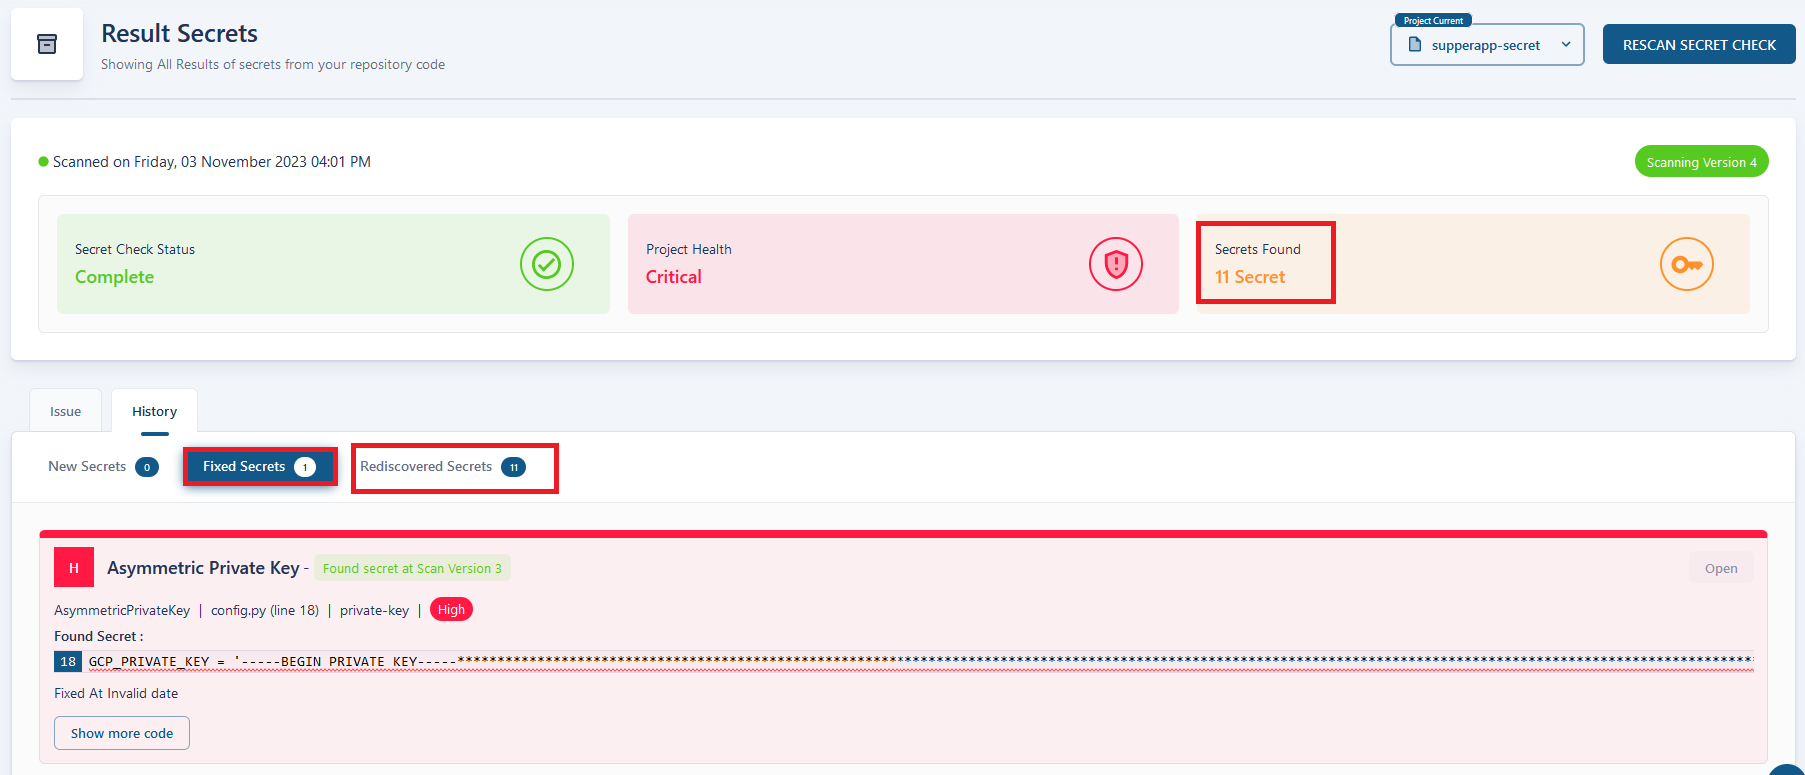 Result Secrets
Showing All Results of secrets from your repository code
Project Current
supperapp-secret
RESCAN SECRET CHECK
Scanned on Friday, 03 November 2023 04:01 PM
Scanning Version 4
Secret Check Status
Complete
Project Health
Critical
Secrets Found
11 Secret
Issue
History
New Secrets 0
Fixed Secrets 1
Rediscovered Secrets 11
H
Asymmetric Private Key - Found secret at Scan Version 3
Open
AsymmetricPrivateKey | config.py (line 18) | private-key | High
Found Secret :
18 GCP_PRIVATE_KEY = '-----BEGIN PRIVATE KEY-----******************************************************************************************************************************************************************
Fixed At Invalid date
Show more code